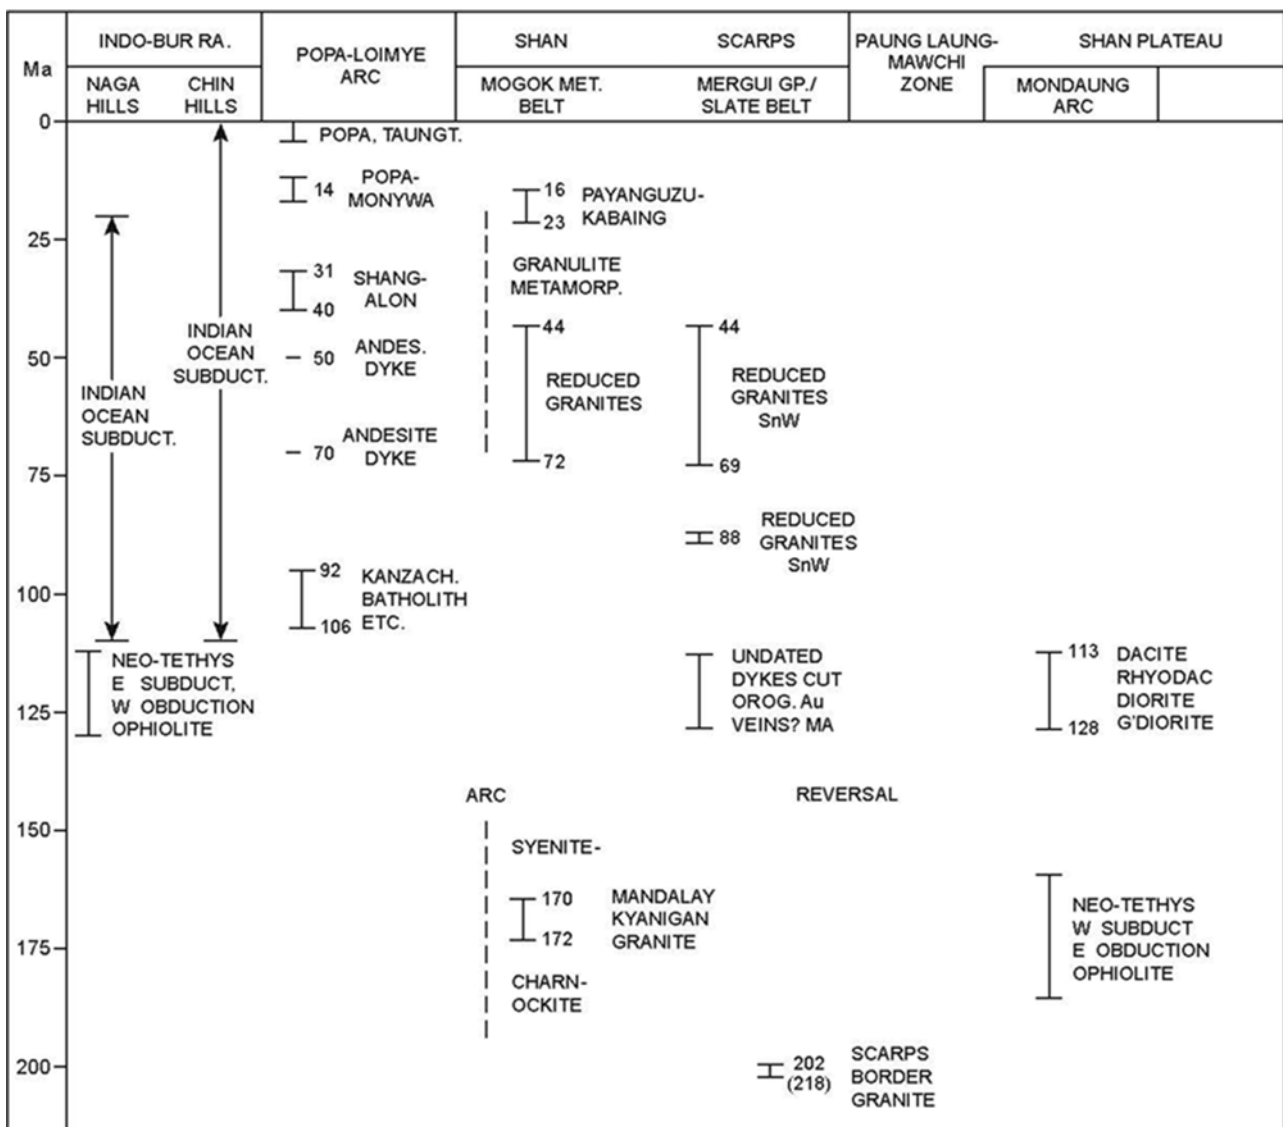 INDO-BUR RA.
POPA-LOIMYE
ARC
SHAN
SCARPS
PAUNG LAUNG-
MAWCHI
ZONE
SHAN PLATEAU
Ma
NAGA
HILLS
CHIN
HILLS
MOGOK MET.
BELT
MERGUI GP./
SLATE BELT
MONDAUNG
ARC
0
25
50
75
100
125
150
175
200
INDIAN
OCEAN
SUBDUCT.
INDIAN
OCEAN
SUBDUCT.
NEO-TETHYS
E SUBDUCT,
W OBDUCTION
OPHIOLITE
POPA, TAUNGT.
14
POPA-
MONYWA
31
SHANG-
ALON
40
50
ANDES.
DYKE
70
ANDESITE
DYKE
92
KANZACH.
BATHOLITH
ETC.
106
16
PAYANGUZU-
KABAING
23
GRANULITE
METAMORP.
44
REDUCED
GRANITES
72
ARC
SYENITE-
170
MANDALAY
KYANIGAN
GRANITE
172
CHARN-
OCKITE
44
REDUCED
GRANITES
SnW
69
88
REDUCED
GRANITES
SnW
UNDATED
DYKES CUT
OROG. Au
VEINS? MA
REVERSAL
202
(218)
SCARPS
BORDER
GRANITE
113
DACITE
RHYODAC
DIORITE
G'DIORITE
128
NEO-TETHYS
W SUBDUCT
E OBDUCTION
OPHIOLITE